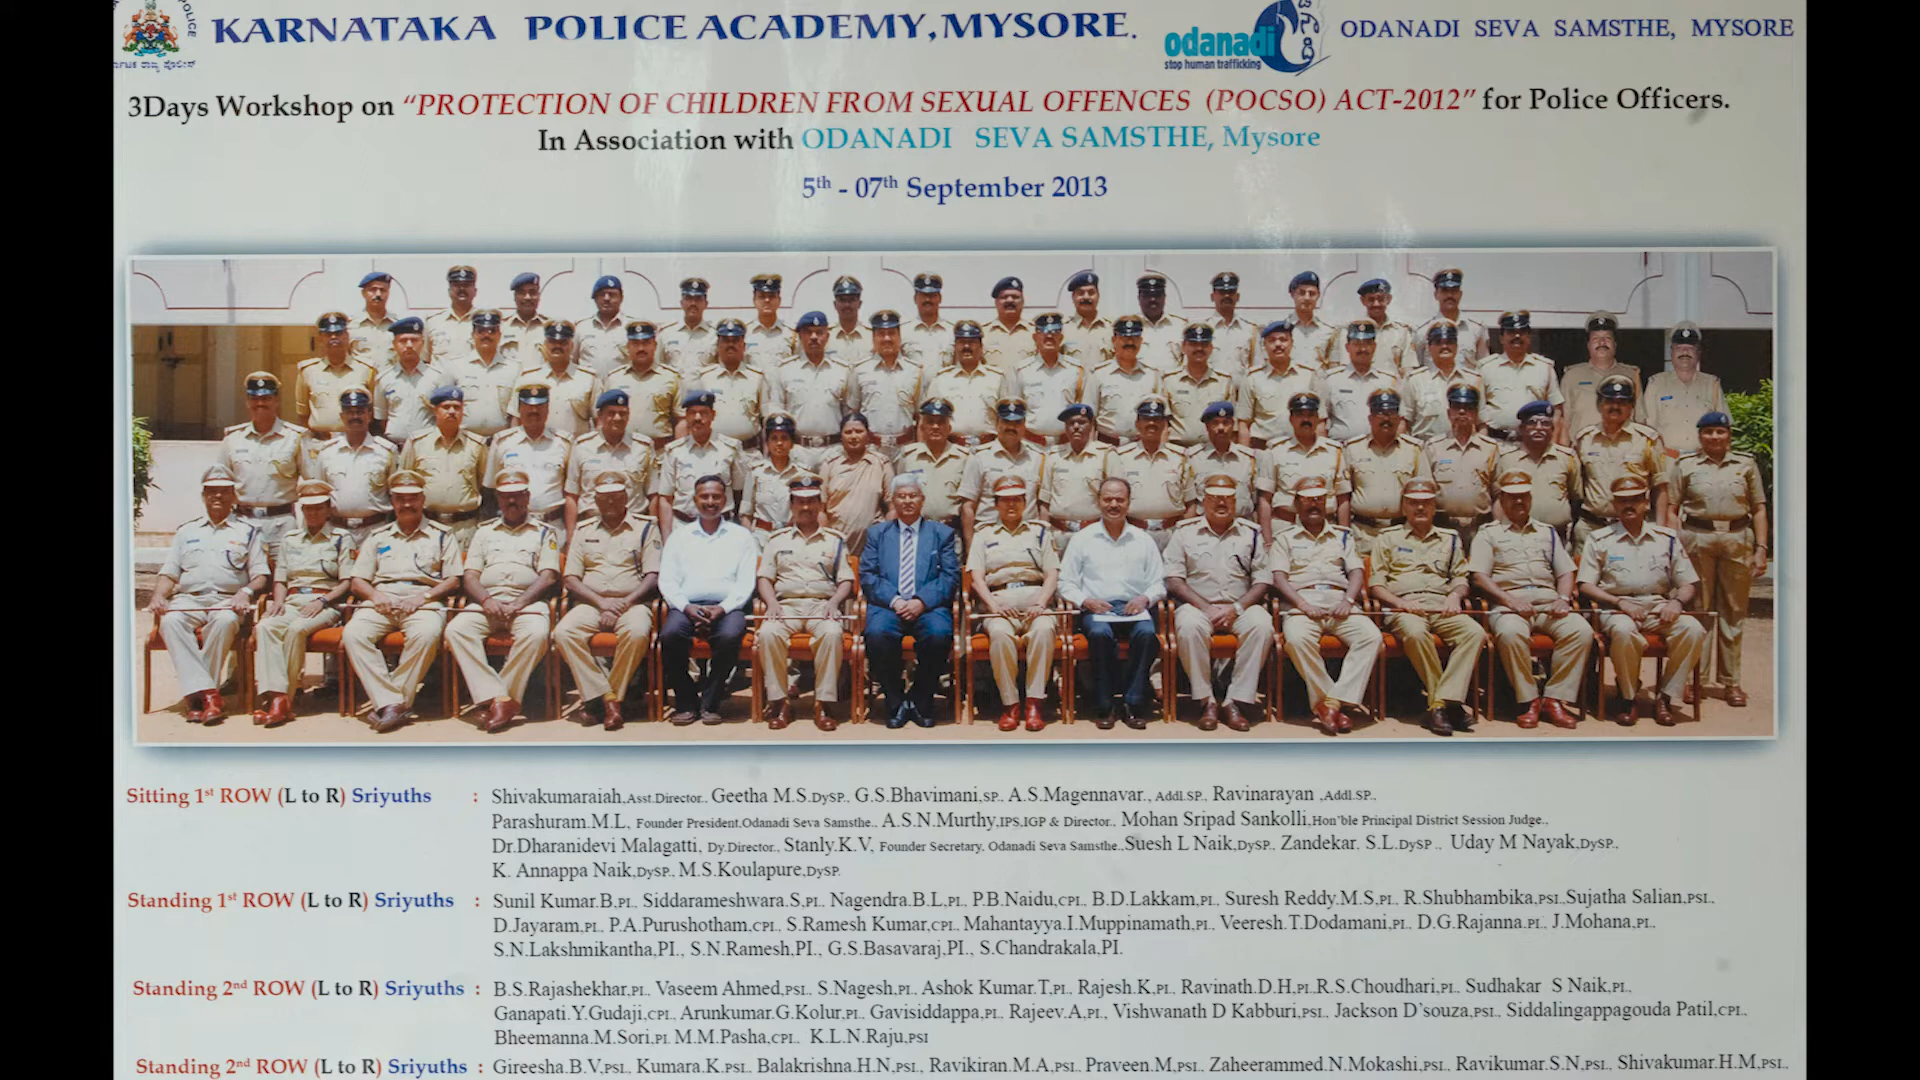 KARNATAKA POLICE ACADEMY, MYSORE.
odanadi
stop human trafficking
ODANADI SEVA SAMSTHE, MYSORE
3Days Workshop on "PROTECTION OF CHILDREN FROM SEXUAL OFFENCES (POCSO) ACT-2012" for Police Officers.
In Association with ODANADI SEVA SAMSTHE, Mysore
5th - 07th September 2013
Sitting 1st ROW (L to R) Sriyuths : Shivakumaraiah,Asst.Director., Geetha M.S.DySP., G.S.Bhavimani,SP., A.S.Magennavar., Addl.SP., Ravinarayan ,Addl.SP.,
Parashuram.M.L, Founder President,Odanadi Seva Samsthe., A.S.N.Murthy,IPS,IGP & Director., Mohan Sripad Sankolli,Hon'ble Principal District Session Judge.,
Dr.Dharanidevi Malagatti, Dy.Director., Stanly.K.V, Founder Secretary, Odanadi Seva Samsthe.,Suesh L Naik,DySP., Zandekar. S.L.DySP ., Uday M Nayak,DySP.,
K. Annappa Naik,DySP., M.S.Koulapure,DySP.
Standing 1st ROW (L to R) Sriyuths : Sunil Kumar.B,PI., Siddarameshwara.S,PI., Nagendra.B.L,PI., P.B.Naidu,CPI., B.D.Lakkam,PI., Suresh Reddy.M.S,PI., R.Shubhambika,PSI.,Sujatha Salian,PSI.,
D.Jayaram,PI., P.A.Purushotham,CPI., S.Ramesh Kumar,CPI., Mahantayya.I.Muppinamath,PI., Veeresh.T.Dodamani,PI., D.G.Rajanna.PI., J.Mohana,PI.,
S.N.Lakshmikantha,PI., S.N.Ramesh,PI., G.S.Basavaraj,PI., S.Chandrakala,PI.
Standing 2nd ROW (L to R) Sriyuths : B.S.Rajashekhar,PI., Vaseem Ahmed,PSI., S.Nagesh,PI., Ashok Kumar.T,PI., Rajesh.K,PI., Ravinath.D.H,PI.,R.S.Choudhari,PI., Sudhakar S Naik,PI.,
Ganapati.Y.Gudaji,CPI., Arunkumar.G.Kolur,PI., Gavisiddappa,PI., Rajeev.A,PI., Vishwanath D Kabburi,PSI., Jackson D'souza,PSI., Siddalingappagouda Patil,CPI.,
Bheemanna.M.Sori,PI. M.M.Pasha,CPI., K.L.N.Raju,PSI
Standing 2nd ROW (L to R) Sriyuths : Gireesha.B.V,PSI., Kumara.K,PSI., Balakrishna.H.N,PSI., Ravikiran.M.A,PSI., Praveen.M,PSI., Zaheerammed.N.Mokashi,PSI., Ravikumar.S.N,PSI., Shivakumar.H.M,PSI.,